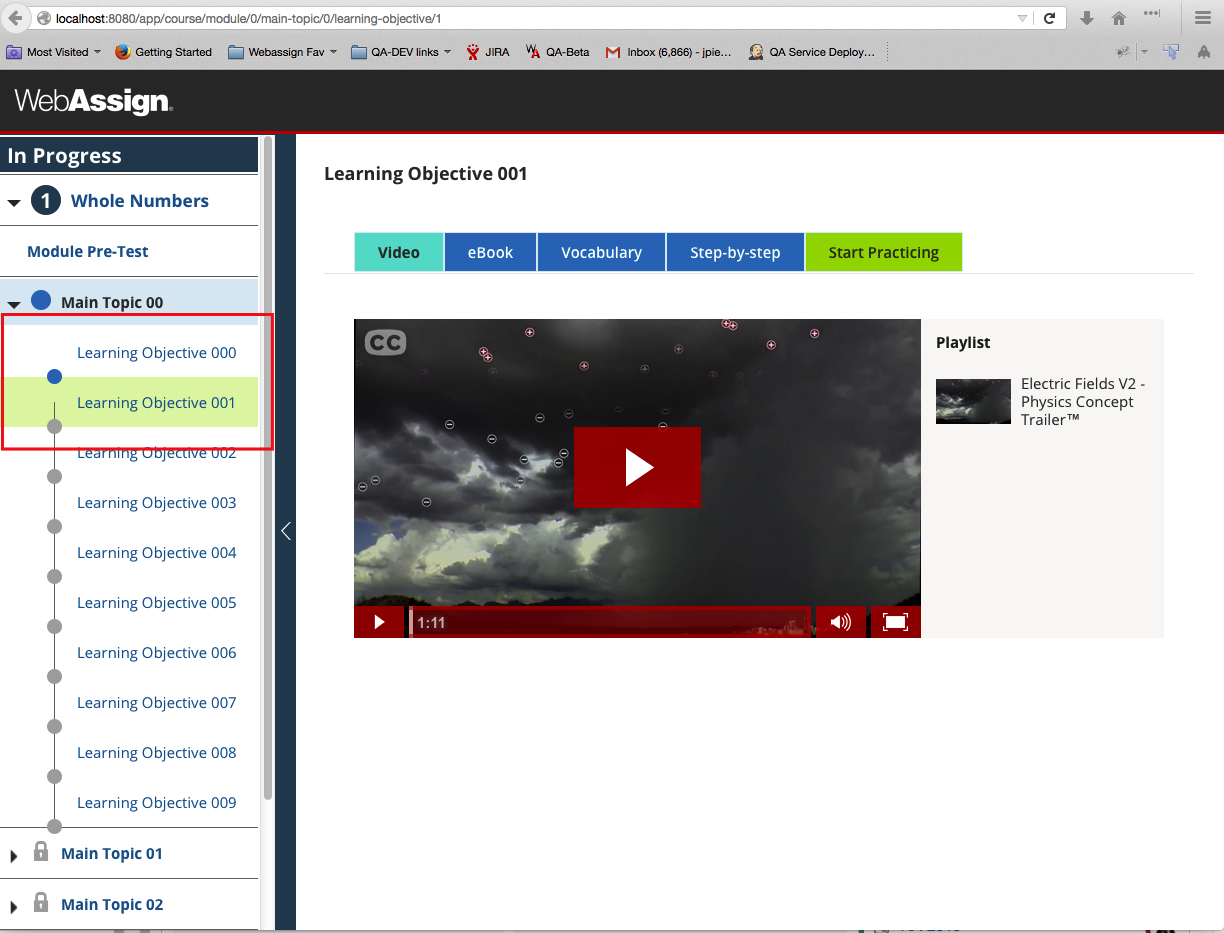 localhost:8080/app/course/module/0/main-topic/0/learning-objective/1
Most Visited
Getting Started
Webassign Fav
QA-DEV links
JIRA
QA-Beta
Inbox (6,866) - jpie...
QA Service Deploy...
WebAssign
In Progress
1 Whole Numbers
Module Pre-Test
Main Topic 00
Learning Objective 000
Learning Objective 001
Learning Objective 002
Learning Objective 003
Learning Objective 004
Learning Objective 005
Learning Objective 006
Learning Objective 007
Learning Objective 008
Learning Objective 009
Main Topic 01
Main Topic 02
Learning Objective 001
Video
eBook
Vocabulary
Step-by-step
Start Practicing
CC
1:11
Playlist
Electric Fields V2 -
Physics Concept
Trailer™